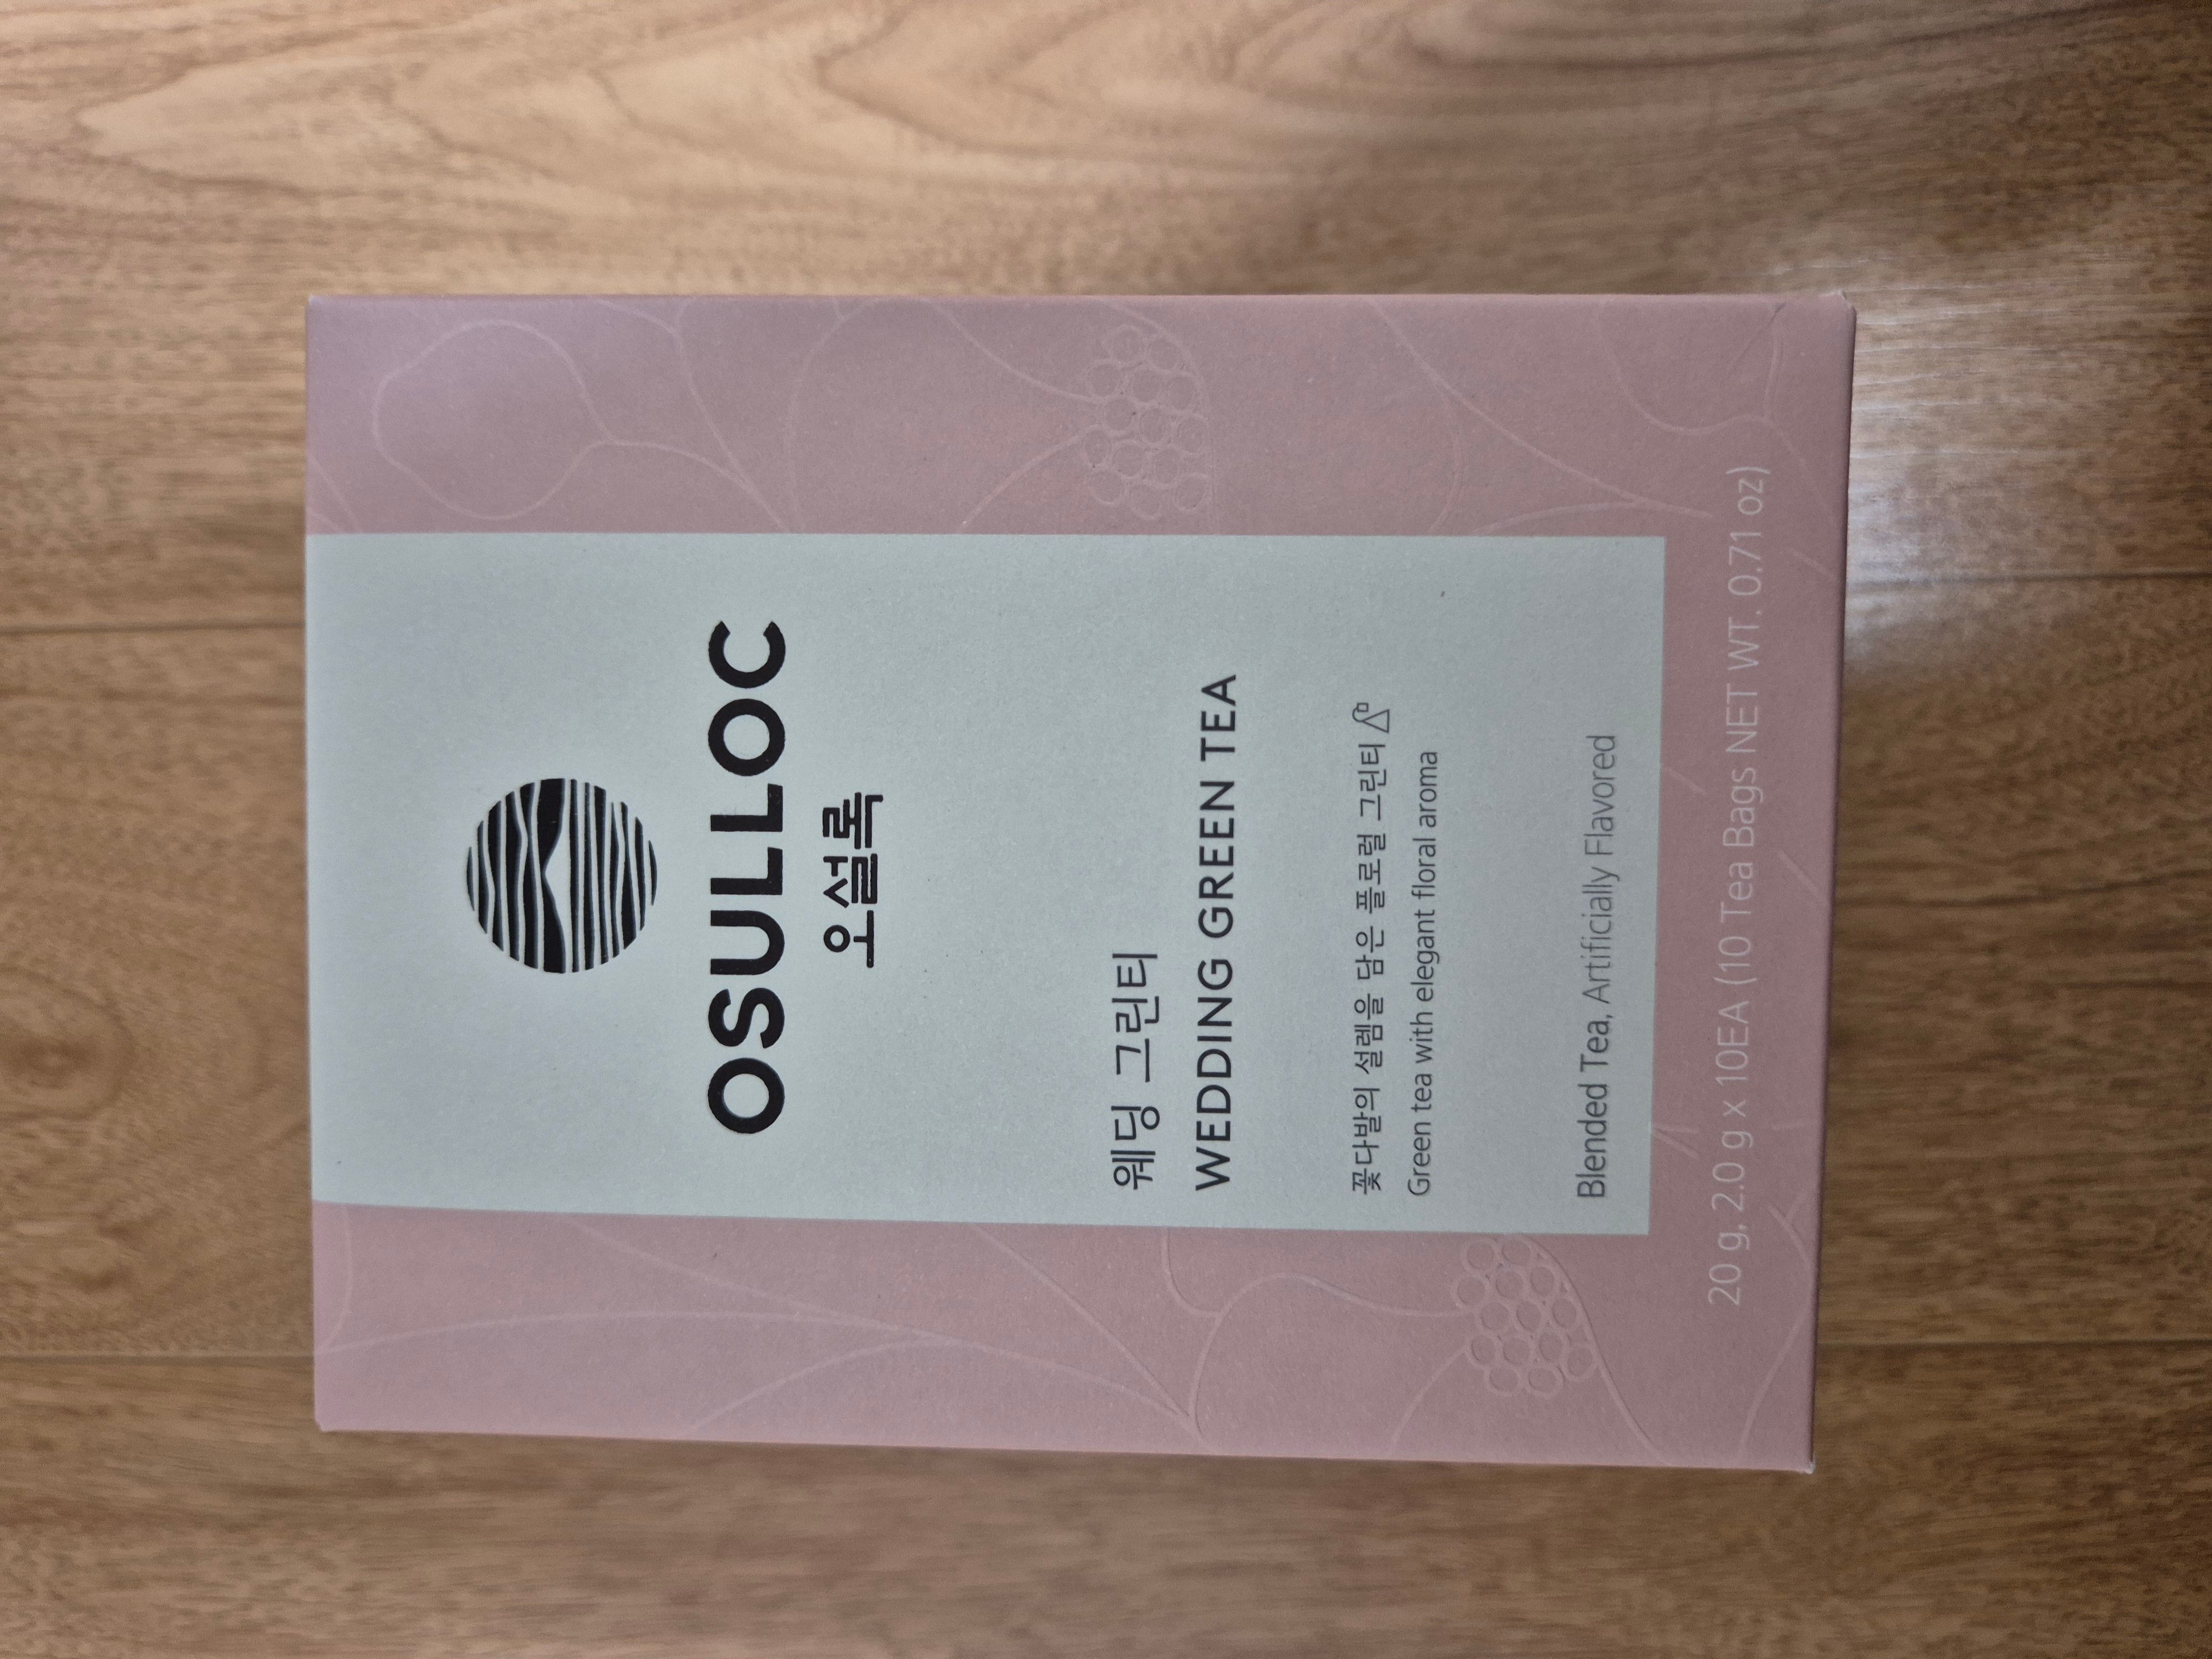 OSULLOC
오설록
웨딩 그린티
WEDDING GREEN TEA
꽃다발의 설렘을 담은 플로럴 그린티
Green tea with elegant floral aroma
Blended Tea, Artificially Flavored
20 g, 2.0 g x 10EA (10 Tea Bags NET WT. 0.71 oz)